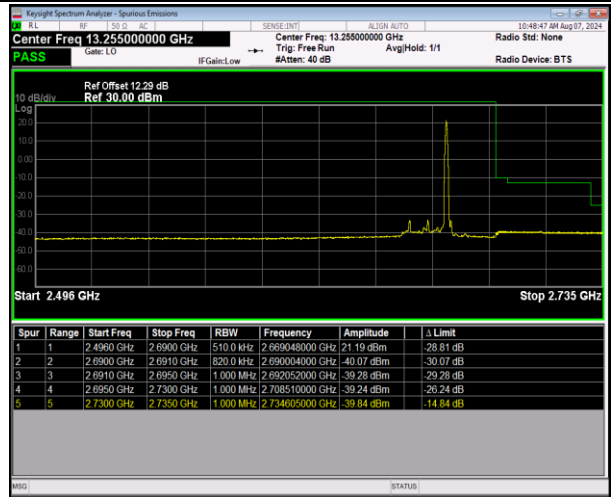 Keysight Spectrum Analyzer - Spurious Emissions
RL RF 50 Ω AC SENSE:INT ALIGN AUTO 10:48:47 AM Aug 07, 2024
Center Freq 13.255000000 GHz Center Freq: 13.255000000 GHz Radio Std: None
Gate: LO Trig: Free Run Avg|Hold: 1/1
PASS IFGain:Low #Atten: 40 dB Radio Device: BTS
Ref Offset 12.29 dB
10 dB/div Ref 30.00 dBm
Log
20.0
10.0
0.00
-10.0
-20.0
-30.0
-40.0
-50.0
-60.0
Start 2.496 GHz Stop 2.735 GHz
Spur Range Start Freq Stop Freq RBW Frequency Amplitude Δ Limit
1 1 2.4960 GHz 2.6900 GHz 510.0 kHz 2.669048000 GHz 21.19 dBm -28.81 dB
2 2 2.6900 GHz 2.6910 GHz 820.0 kHz 2.690004000 GHz -40.07 dBm -30.07 dB
3 3 2.6910 GHz 2.6950 GHz 1.000 MHz 2.692052000 GHz -39.28 dBm -29.28 dB
4 4 2.6950 GHz 2.7300 GHz 1.000 MHz 2.708510000 GHz -39.24 dBm -26.24 dB
5 5 2.7300 GHz 2.7350 GHz 1.000 MHz 2.734605000 GHz -39.84 dBm -14.84 dB
MSG STATUS